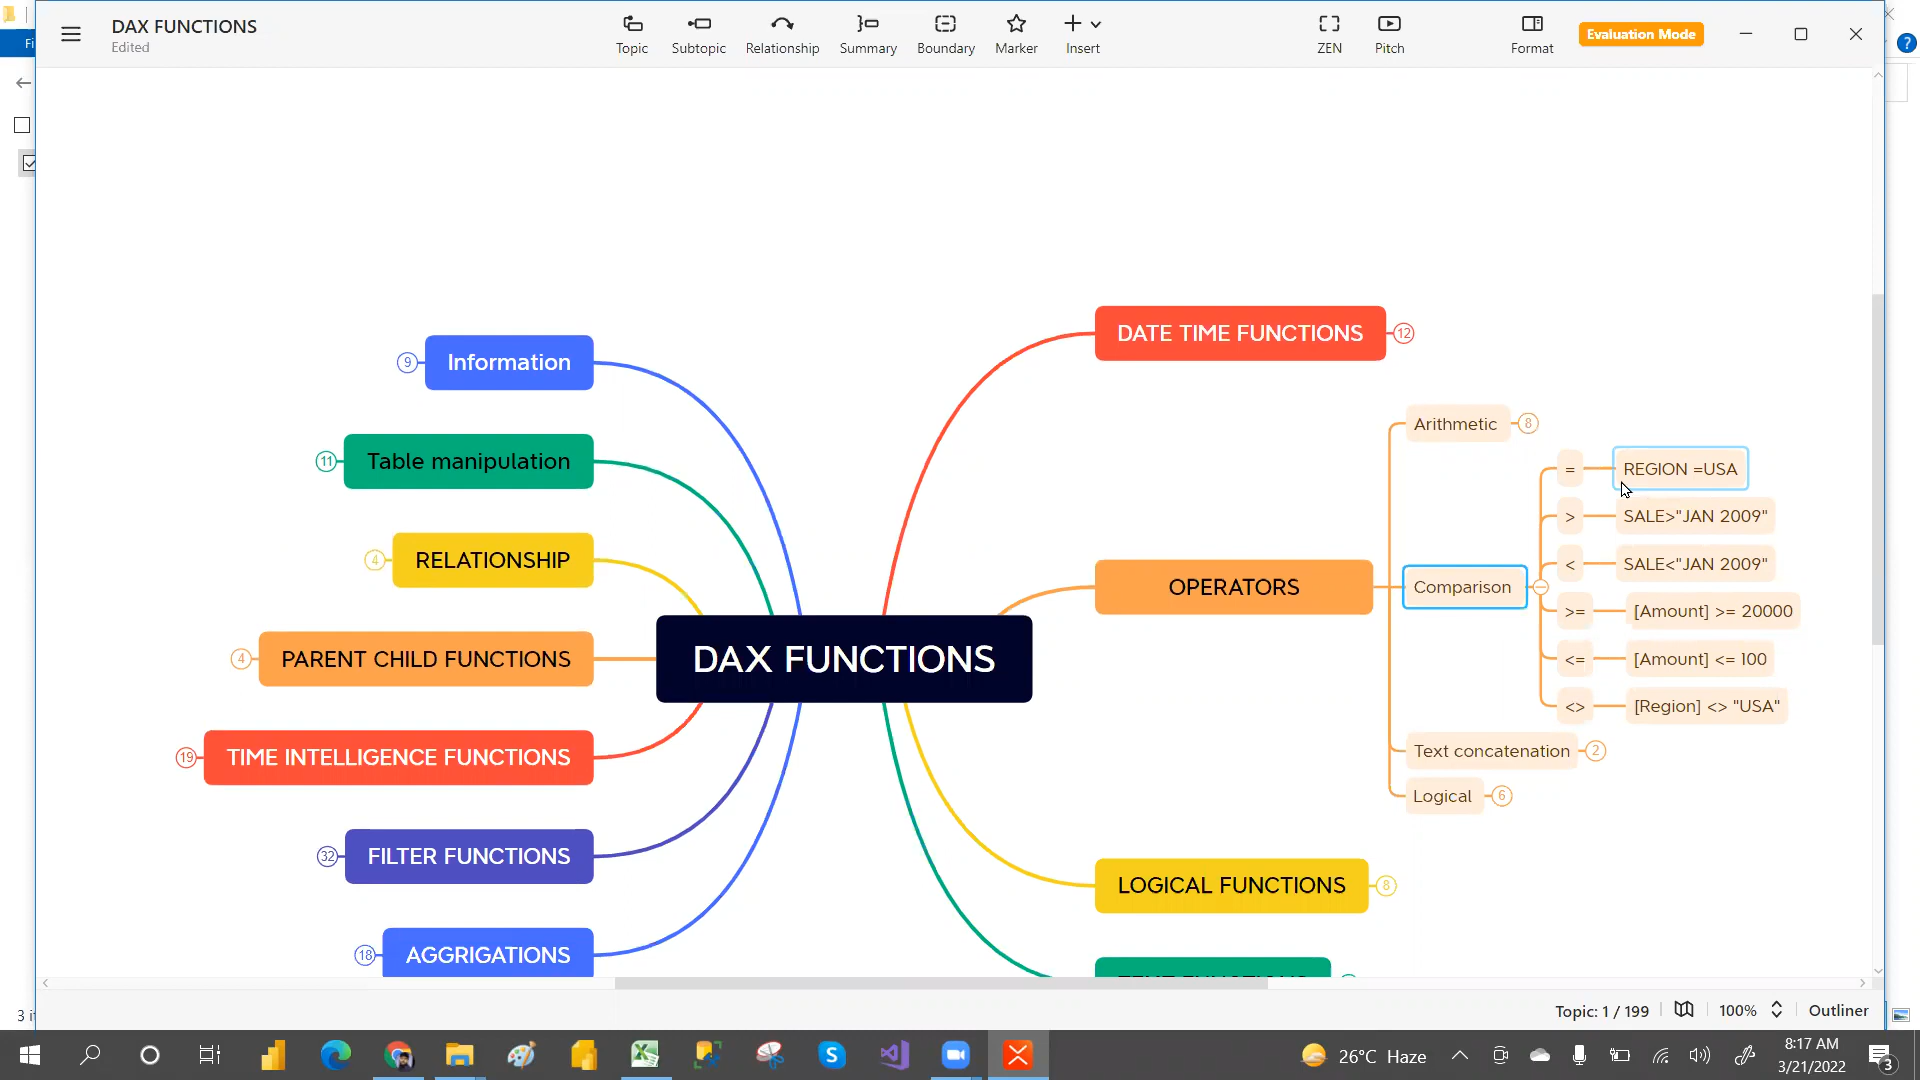 DAX FUNCTIONS
Edited
Topic
Subtopic
Relationship
Summary
Boundary
Marker
Insert
ZEN
Pitch
Format
Evaluation Mode
Fi
?
Information
9
Table manipulation
11
RELATIONSHIP
4
PARENT CHILD FUNCTIONS
4
TIME INTELLIGENCE FUNCTIONS
19
FILTER FUNCTIONS
32
AGGRIGATIONS
18
DAX FUNCTIONS
DATE TIME FUNCTIONS
12
OPERATORS
Arithmetic
8
Comparison
= REGION =USA
> SALE>"JAN 2009"
< SALE<"JAN 2009"
>= [Amount] >= 20000
<= [Amount] <= 100
<> [Region] <> "USA"
Text concatenation
2
Logical
6
LOGICAL FUNCTIONS
8
3 it
Topic: 1 / 199
100%
Outliner
26°C Haze
8:17 AM
3/21/2022
3